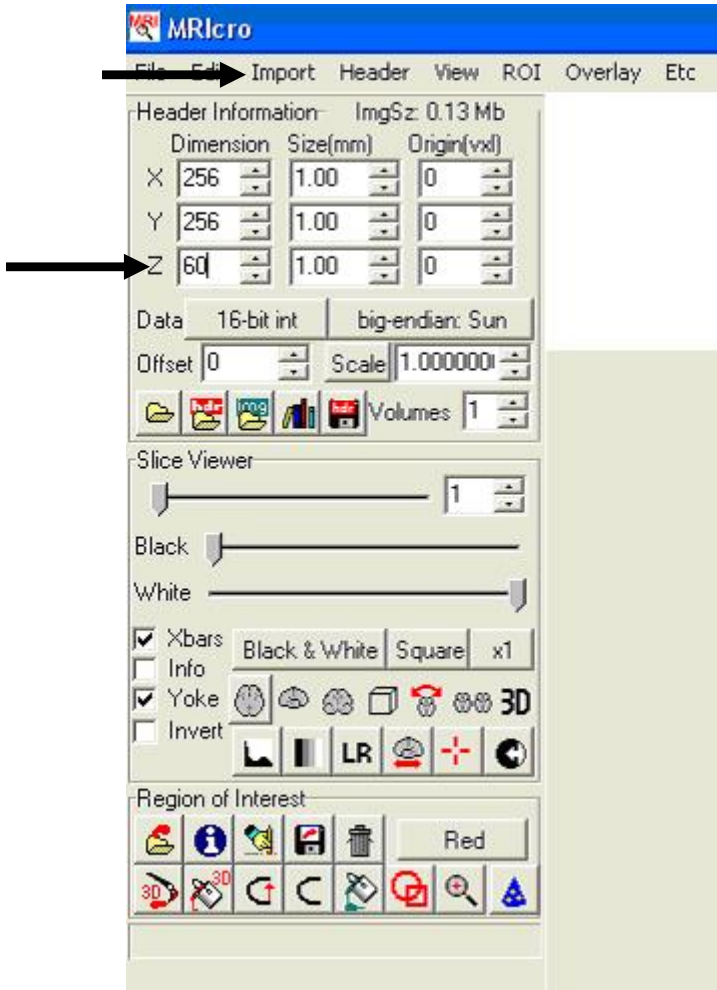 MRIcro
File Edit Import Header View ROI Overlay Etc
Header Information ImgSz: 0.13 Mb
Dimension Size(mm) Origin(vxl)
X 256 1.00 0
Y 256 1.00 0
Z 60 1.00 0
Data 16-bit int big-endian: Sun
Offset 0 Scale 1.000000
hdr img hdr Volumes 1
Slice Viewer
1
Black
White
Xbars Black & White Square x1
Info
Yoke 3D
Invert
LR
Region of Interest
Red
3D 3D